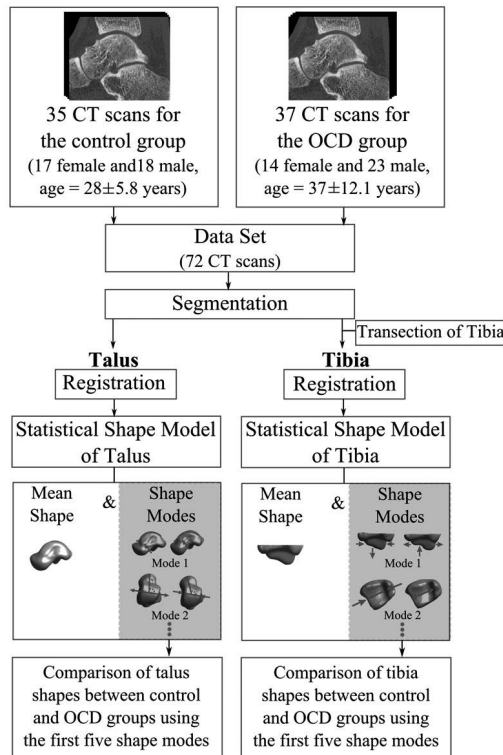 35 CT scans for
the control group
(17 female and18 male,
age = 28±5.8 years)
37 CT scans for
the OCD group
(14 female and 23 male,
age = 37±12.1 years)
Data Set
(72 CT scans)
Segmentation
Transection of Tibia
Talus
Registration
Statistical Shape Model
of Talus
Mean
Shape
&
Shape
Modes
Mode 1
Mode 2
Comparison of talus
shapes between control
and OCD groups using
the first five shape modes
Tibia
Registration
Statistical Shape Model
of Tibia
Mean
Shape
&
Shape
Modes
Mode 1
Mode 2
Comparison of tibia
shapes between control
and OCD groups using
the first five shape modes